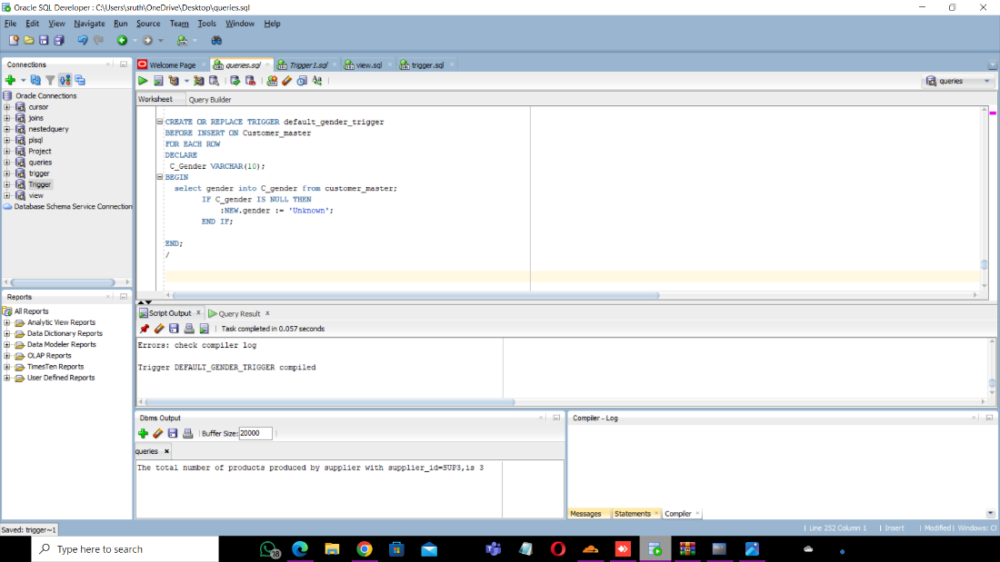 Oracle SQL Developer : C:\Users\sruth\OneDrive\Desktop\queries.sql
File Edit View Navigate Run Source Team Tools Window Help
Connections
Oracle Connections
cursor
joins
nestedquery
plsql
Project
queries
trigger
Trigger
view
Database Schema Service Connection
Reports
All Reports
Analytic View Reports
Data Dictionary Reports
Data Modeler Reports
OLAP Reports
TimesTen Reports
User Defined Reports
Welcome Page queries.sql Trigger1.sql view.sql trigger.sql
queries
Worksheet Query Builder
CREATE OR REPLACE TRIGGER default_gender_trigger
BEFORE INSERT ON Customer_master
FOR EACH ROW
DECLARE
C_Gender VARCHAR(10);
BEGIN
select gender into C_gender from customer_master;
IF C_gender IS NULL THEN
:NEW.gender := 'Unknown';
END IF;
END;
/
Script Output x Query Result x
Task completed in 0.057 seconds
Errors: check compiler log
Trigger DEFAULT_GENDER_TRIGGER compiled
Dbms Output
Buffer Size: 20000
queries x
The total number of products produced by supplier with supplier_id=SUP3,is 3
Compiler - Log
Messages Statements Compiler
Saved: trigger~1
Line 252 Column 1 | Insert | Modified | Windows: Cl
Type here to search
18